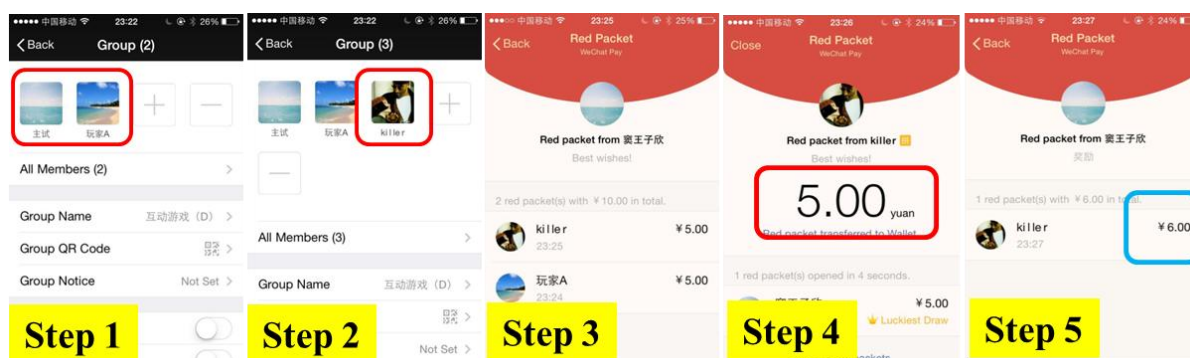 中国移动 23:22 26%
Back Group (2)
主试 玩家A
All Members (2)
Group Name 互动游戏（D）
Group QR Code
Group Notice Not Set
Step 1
中国移动 23:22 26%
Back Group (3)
主试 玩家A killer
All Members (3)
Group Name 互动游戏（D）
Not Set
Step 2
中国移动 23:25 25%
Back Red Packet
WeChat Pay
Red packet from 窦王子欣
Best wishes!
2 red packet(s) with ¥10.00 in total.
killer ¥5.00
23:25
玩家A ¥5.00
23:24
Step 3
中国移动 23:26 24%
Close Red Packet
WeChat Pay
Red packet from killer
Best wishes!
5.00 yuan
Red packet transferred to Wallet
1 red packet(s) opened in 4 seconds.
¥5.00
Luckiest Draw
Step 4
中国移动 23:27 24%
Back Red Packet
WeChat Pay
Red packet from 窦王子欣
奖励
1 red packet(s) with ¥6.00 in total.
killer ¥6.00
23:27
Step 5